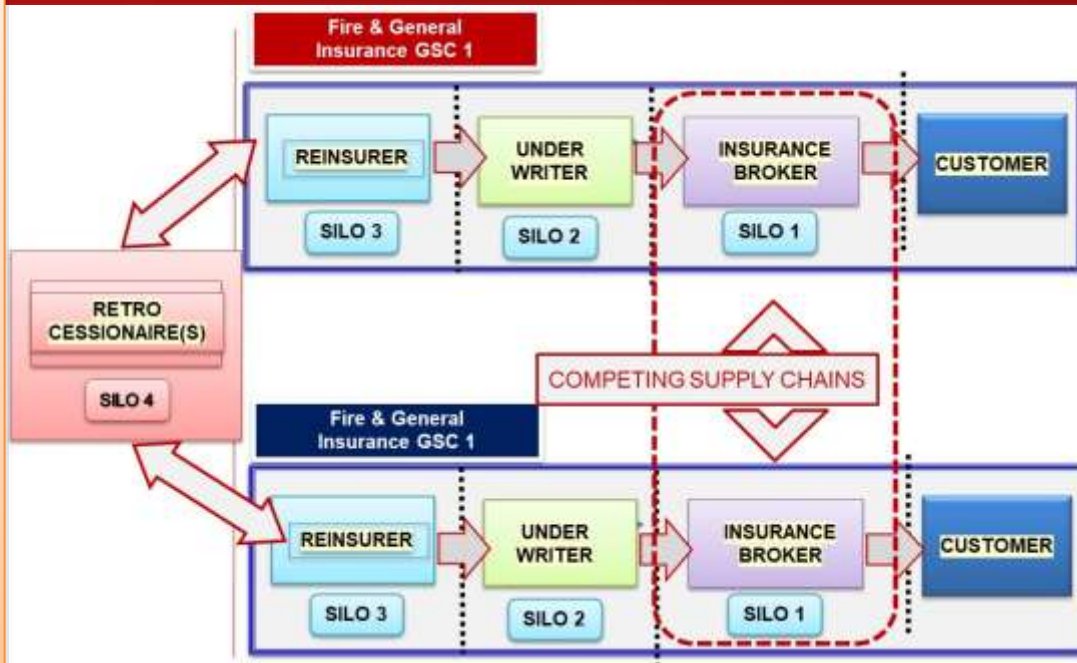 Fire & General
Insurance GSC 1
REINSURER
UNDER
WRITER
INSURANCE
BROKER
CUSTOMER
SILO 3
SILO 2
SILO 1
RETRO
CESSIONAIRE(S)
SILO 4
COMPETING SUPPLY CHAINS
Fire & General
Insurance GSC 1
REINSURER
UNDER
WRITER
INSURANCE
BROKER
CUSTOMER
SILO 3
SILO 2
SILO 1